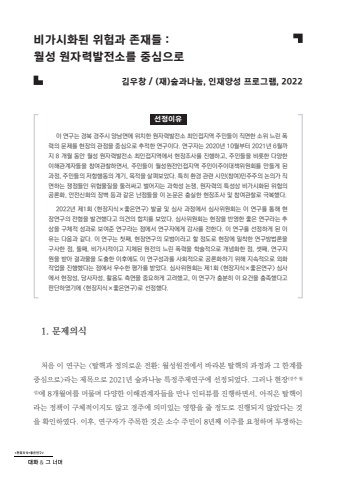 비가시화된 위험과 존재들 :
월성 원자력발전소를 중심으로
김우창 / (재)숲과나눔, 인재양성 프로그램, 2022
선정이유
이 연구는 경북 경주시 양남면에 위치한 원자력발전소 최인접지역 주민들이 직면한 소위 느린 폭
력의 문제를 현장의 관점을 중심으로 추적한 연구이다. 연구자는 2020년 10월부터 2021년 6월까
지 8 개월 동안 월성 원자력발전소 최인접지역에서 현장조사를 진행하고, 주민들을 비롯한 다양한
이해관계자들을 참여관찰하면서, 주민들이 월성원전인접지역 주민이주이대책위원회를 만들게 된
과정, 주민들의 저항행동의 계기, 목적을 살펴보았다. 특히 환경 관련 시민(참여)민주주의 논의가 직
면하는 쟁점들인 위험물질을 둘러싸고 벌어지는 과학성 논쟁, 원자력의 특성상 비가시화된 위험의
공론화, 안전신화의 장벽 등과 같은 난점들을 이 논문은 충실한 현장조사 및 참여관찰로 극복했다.
2022년 제1회 <현장지식×좋은연구> 발굴 및 심사 과정에서 심사위원회는 이 연구를 통해 현
장연구의 전형을 발견했다고 의견의 합치를 보았다. 심사위원회는 현장을 반영한 좋은 연구라는 추
상을 구체적 성과로 보여준 연구라는 점에서 연구자에게 감사를 전한다. 이 연구를 선정하게 된 이
유는 다음과 같다. 이 연구는 첫째, 현장연구의 모범이라고 할 정도로 현장에 밀착한 연구방법론을
구사한 점, 둘째, 비가시적이고 지체된 원전의 느린 폭력을 학술적으로 개념화한 점, 셋째, 연구지
원을 받아 결과물을 도출한 이후에도 이 연구성과를 사회적으로 공론화하기 위해 지속적으로 외화
작업을 진행했다는 점에서 우수한 평가를 받았다. 심사위원회는 제1회 <현장지식×좋은연구> 심사
에서 현장성, 당사자성, 활용도 측면을 중요하게 고려했고, 이 연구가 충분히 이 요건을 충족했다고
판단하였기에 <현장지식×좋은연구>로 선정했다.
1. 문제의식
처음 이 연구는 <탈핵과 정의로운 전환: 월성원전에서 바라본 탈핵의 과정과 그 한계를
중심으로>라는 제목으로 2021년 숲과나눔 특정주제연구에 선정되었다. 그러나 현장
에 8개월여를 머물며 다양한 이해관계자들을 만나 인터뷰를 진행하면서, 아직은 탈핵이
라는 정책이 구체적이지도 않고 경주에 의미있는 영향을 줄 정도로 진행되지 않았다는 것
을 확인하였다. 이후, 연구자가 주목한 것은 소수 주민이 8년째 이주를 요청하며 투쟁하는
<현장지식×좋은연구>
대화 & 그 너머